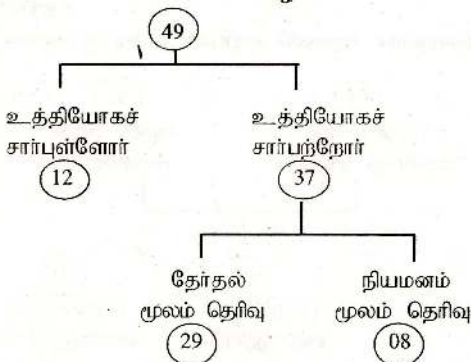 49
உத்தியோகச்
சார்புள்ளோர்
12
உத்தியோகச்
சார்பற்றோர்
37
தேர்தல்
மூலம் தெரிவு
29
நியமனம்
மூலம் தெரிவு
08